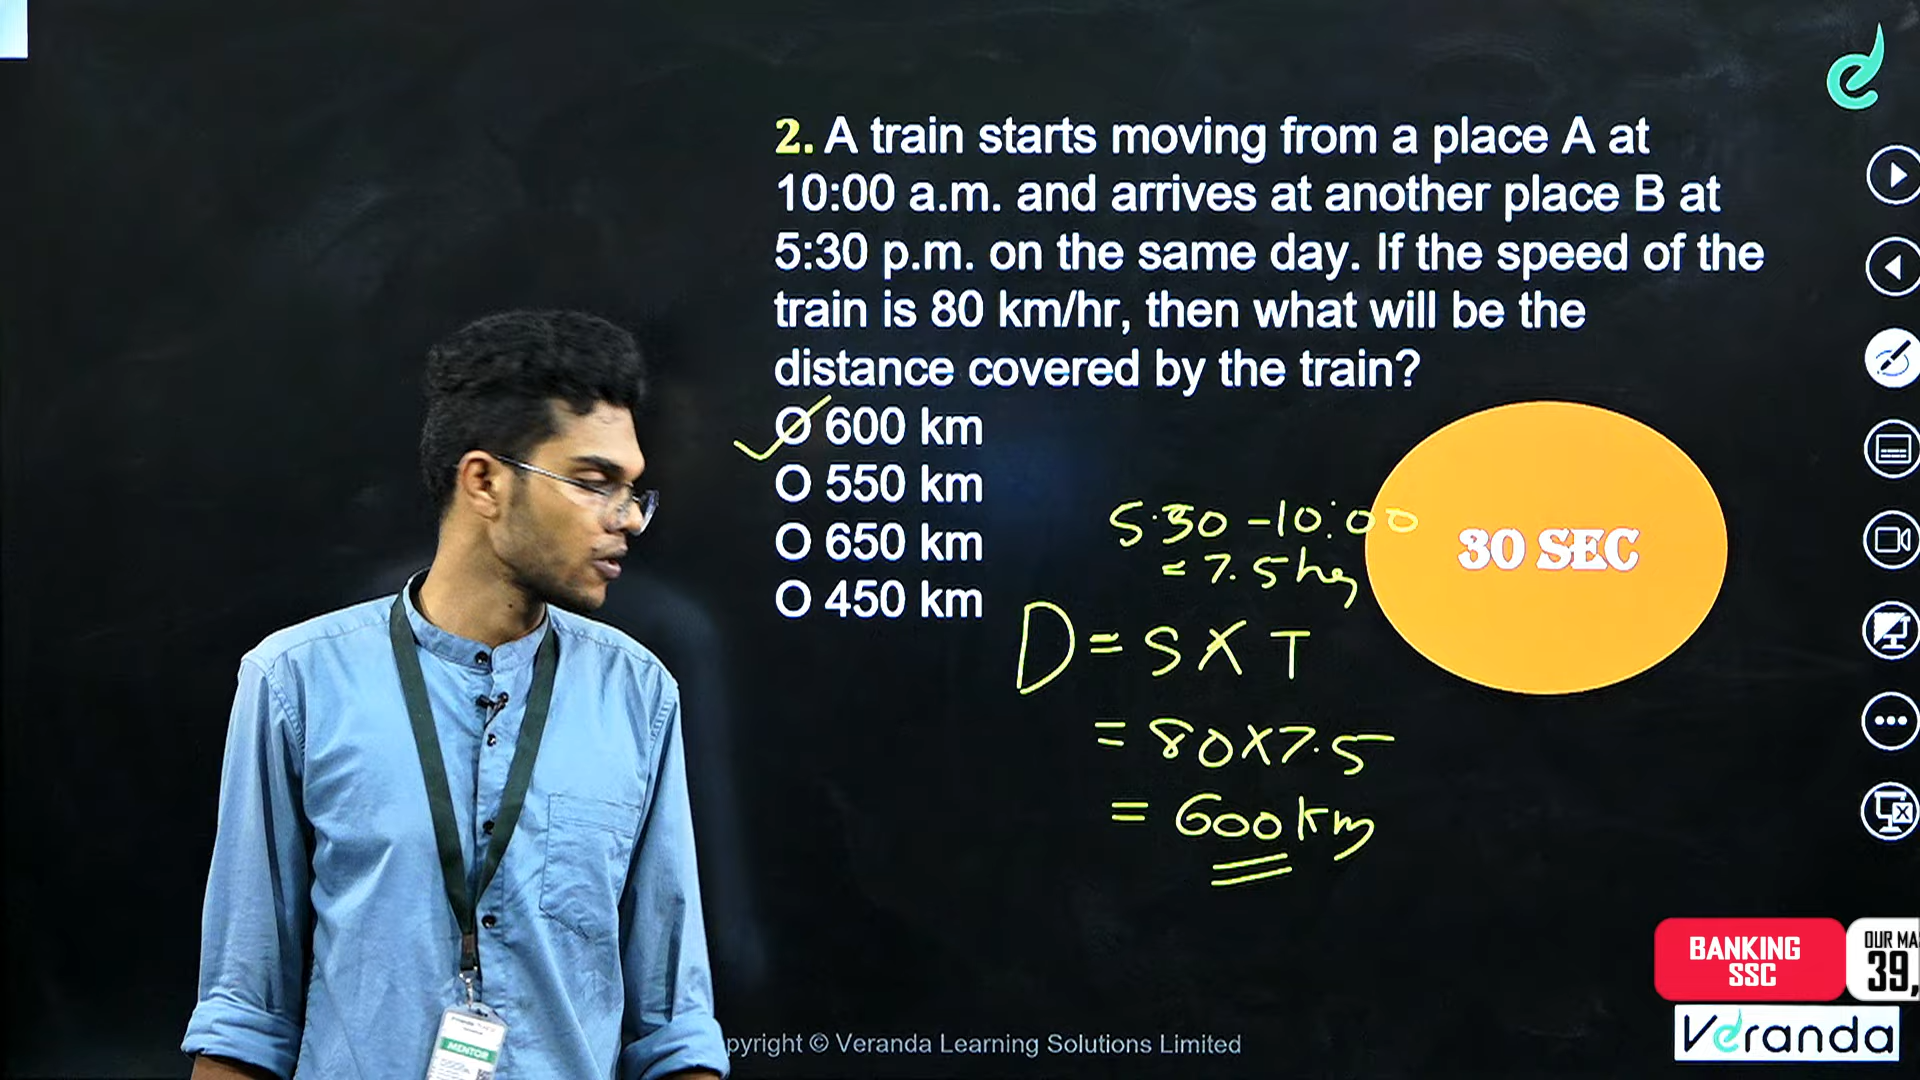 2. A train starts moving from a place A at
10:00 a.m. and arrives at another place B at
5:30 p.m. on the same day. If the speed of the
train is 80 km/hr, then what will be the
distance covered by the train?
O 600 km
O 550 km
O 650 km
O 450 km
5.30 - 10:00
= 7.5 hrs
30 SEC
D = S X T
= 80 X 7.5
= 600 km
BANKING
SSC
OUR
39,
Veranda
© Veranda Learning Solutions Limited
MENTOR